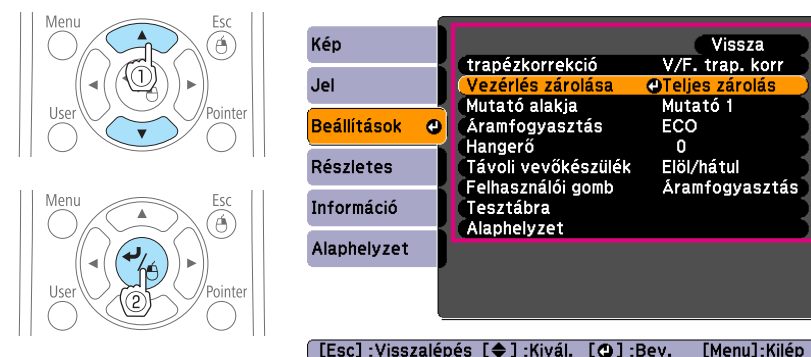 Menu
Esc
①
User
Pointer
Menu
Esc
User
②
Pointer
Kép
Jel
Beállítások
Részletes
Információ
Alaphelyzet
Vissza
trapézkorrekció V/F. trap. korr
Vezérlés zárolása Teljes zárolás
Mutató alakja Mutató 1
Áramfogyasztás ECO
Hangerő 0
Távoli vevőkészülék Elöl/hátul
Felhasználói gomb Áramfogyasztás
Tesztábra
Alaphelyzet
[Esc] :Visszalépés [◆] :Kivál. [⏎] :Bev. [Menu]:Kilép